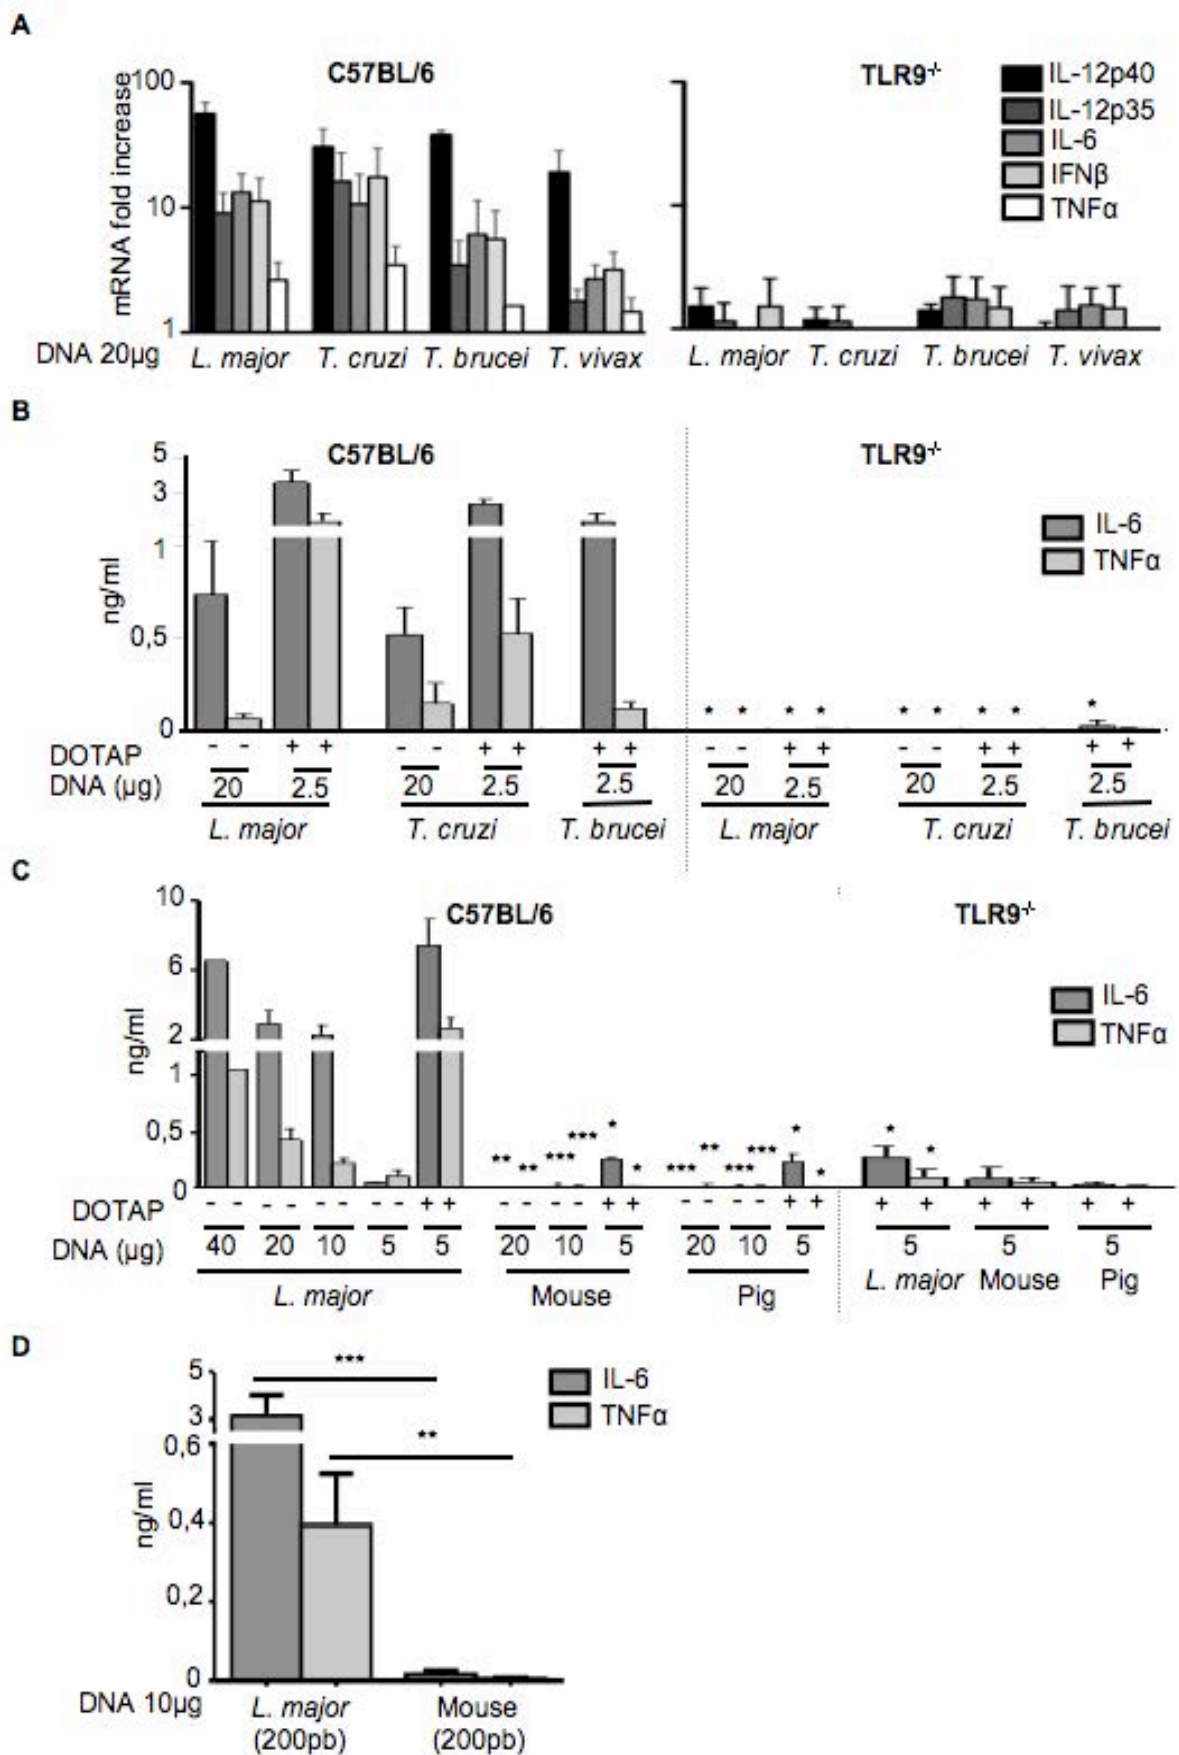 A
C57BL/6
TLR9-/-
mRNA fold increase
100
10
1
IL-12p40
IL-12p35
IL-6
IFNβ
TNFα
DNA 20µg
L. major T. cruzi T. brucei T. vivax
L. major T. cruzi T. brucei T. vivax
B
C57BL/6
TLR9-/-
ng/ml
5
3
1
0,5
0
IL-6
TNFα
DOTAP - - + + - - + + + + - - + + - - + + + +
DNA (µg) 20 2.5 20 2.5 2.5 20 2.5 20 2.5 2.5
* * * * * * * * *
L. major T. cruzi T. brucei L. major T. cruzi T. brucei
C
C57BL/6
TLR9-/-
ng/ml
10
6
2
1
0,5
0
IL-6
TNFα
** ** *** *** * * *** ** *** *** * * * *
DOTAP - - - - - - - - + + - - - - + + - - - - + + + + + + + +
DNA (µg) 40 20 10 5 5 20 10 5 20 10 5 5 5 5
L. major Mouse Pig L. major Mouse Pig
D
ng/ml
5
3
0,6
0,4
0,2
0
***
**
IL-6
TNFα
DNA 10µg
L. major Mouse
(200pb) (200pb)